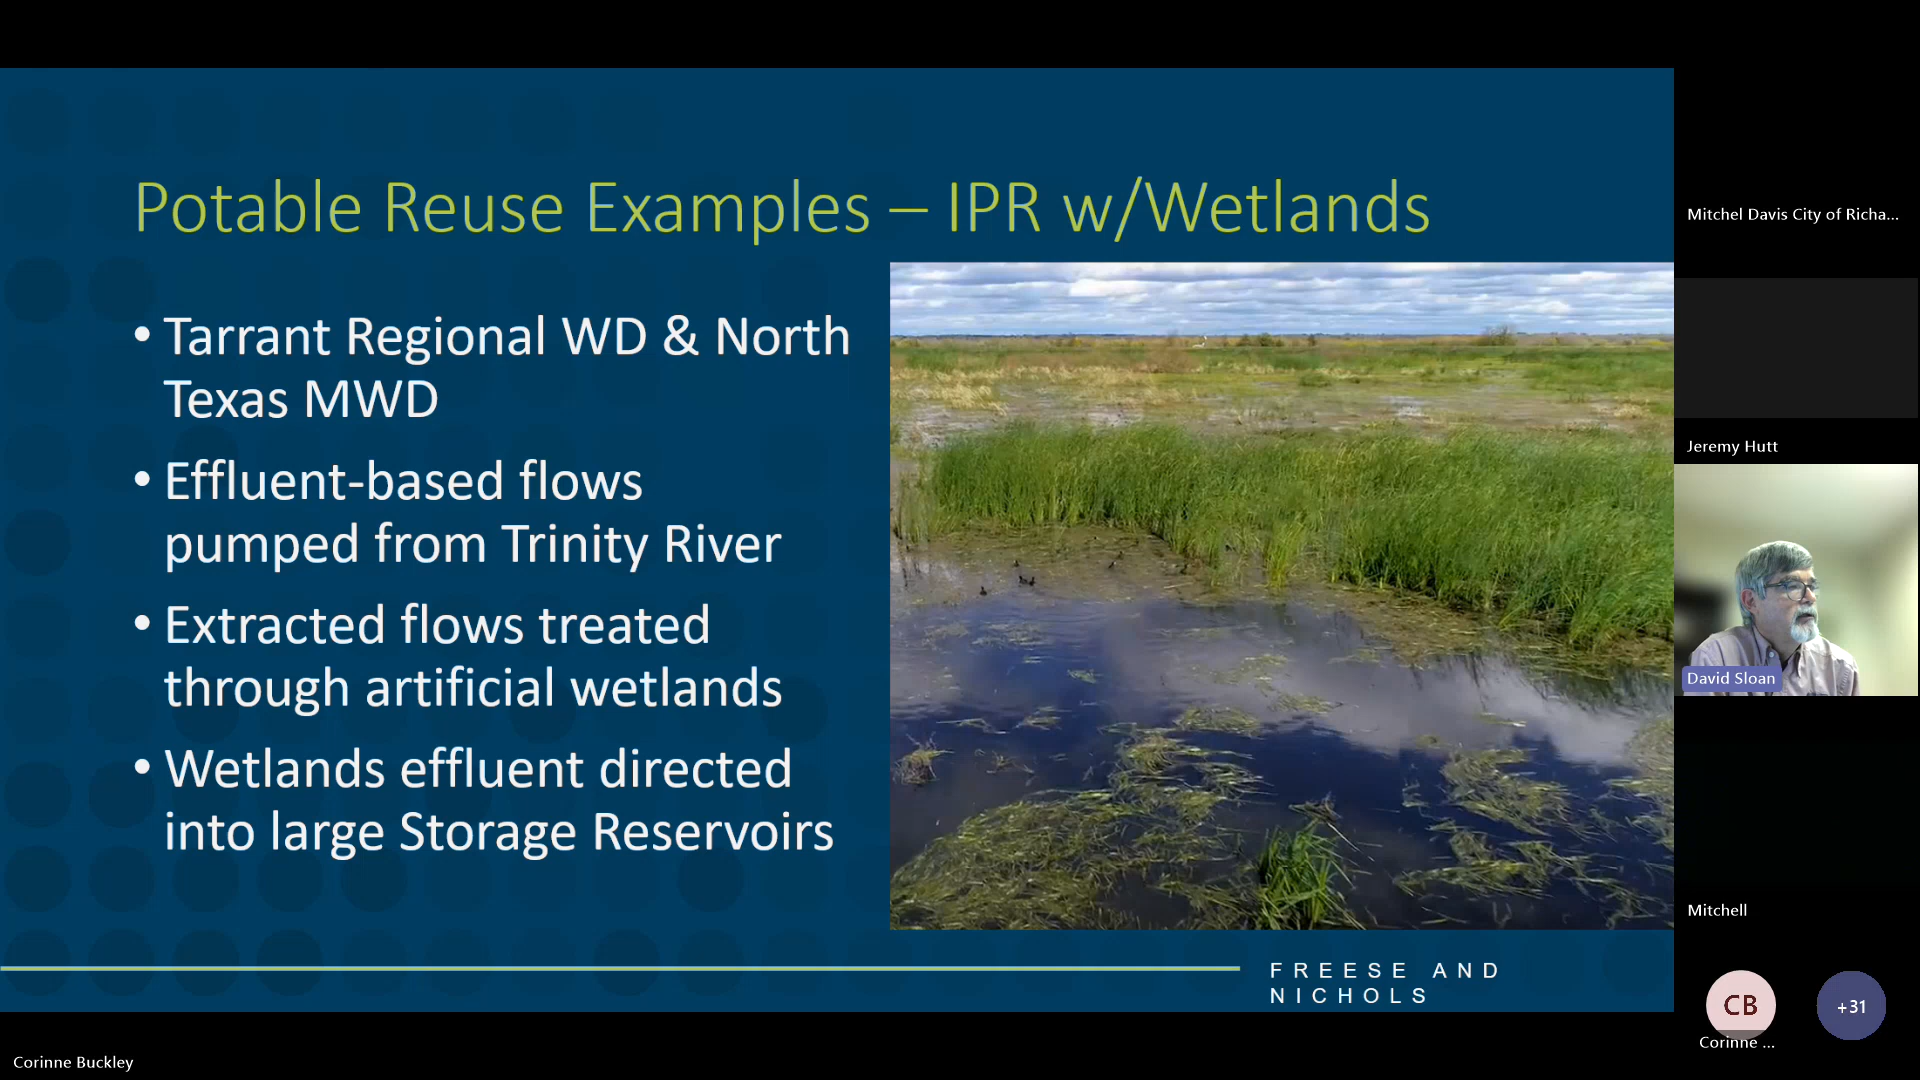 Potable Reuse Examples – IPR w/Wetlands
• Tarrant Regional WD & North
Texas MWD
• Effluent-based flows
pumped from Trinity River
• Extracted flows treated
through artificial wetlands
• Wetlands effluent directed
into large Storage Reservoirs
FREESE AND
NICHOLS
Mitchel Davis City of Richa...
Jeremy Hutt
David Sloan
Mitchell
CB
+31
Corinne ...
Corinne Buckley